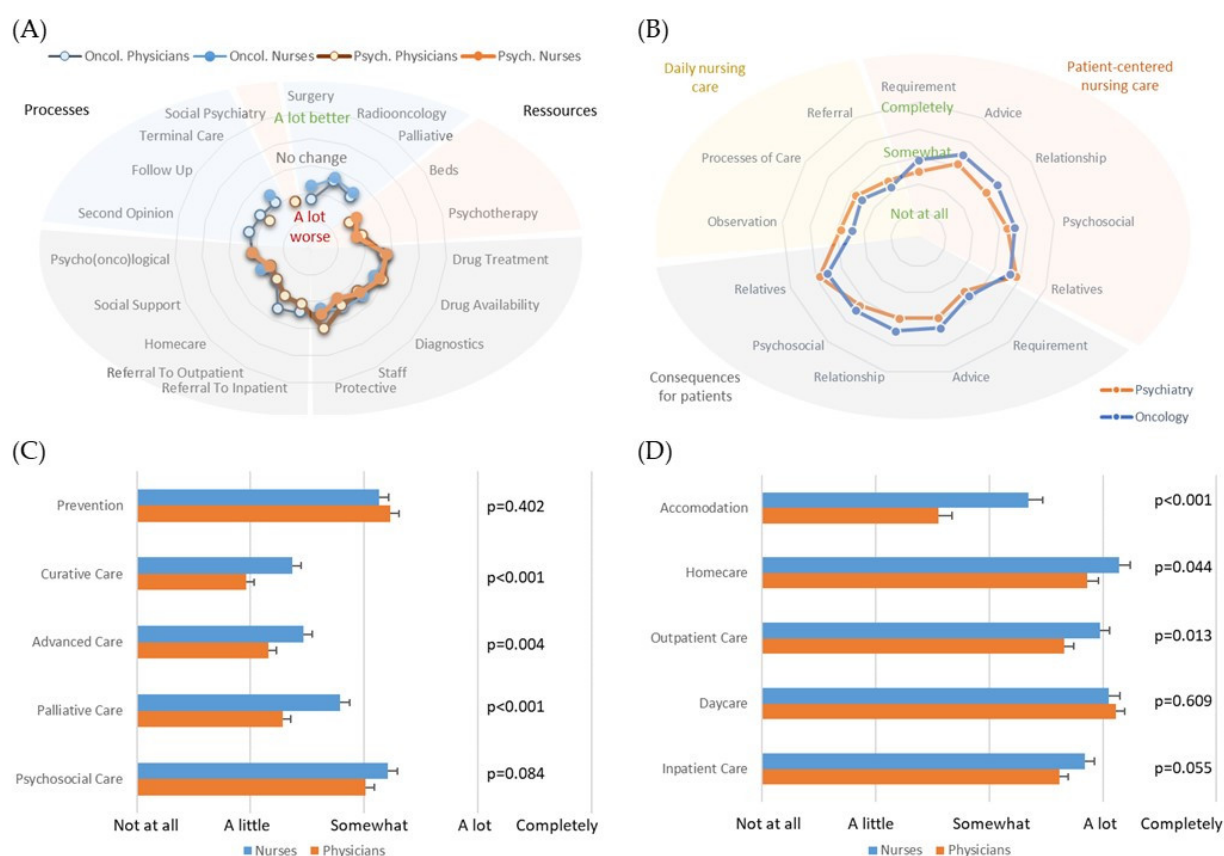 (A)
Oncol. Physicians
Oncol. Nurses
Psych. Physicians
Psych. Nurses
Processes
Ressources
Surgery
Social Psychiatry
A lot better
Radiooncology
Terminal Care
Palliative
No change
Follow Up
Beds
Second Opinion
A lot
worse
Psychotherapy
Psycho(onco)logical
Drug Treatment
Social Support
Drug Availability
Homecare
Diagnostics
Referral To Outpatient
Staff
Referral To Inpatient
Protective
(B)
Daily nursing
care
Patient-centered
nursing care
Requirement
Completely
Referral
Advice
Somewhat
Processes of Care
Relationship
Not at all
Observation
Psychosocial
Relatives
Relatives
Psychosocial
Requirement
Relationship
Advice
Consequences
for patients
Psychiatry
Oncology
(C)
Prevention
p=0.402
Curative Care
p<0.001
Advanced Care
p=0.004
Palliative Care
p<0.001
Psychosocial Care
p=0.084
Not at all
A little
Somewhat
A lot
Completely
Nurses
Physicians
(D)
Accomodation
p<0.001
Homecare
p=0.044
Outpatient Care
p=0.013
Daycare
p=0.609
Inpatient Care
p=0.055
Not at all
A little
Somewhat
A lot
Completely
Nurses
Physicians